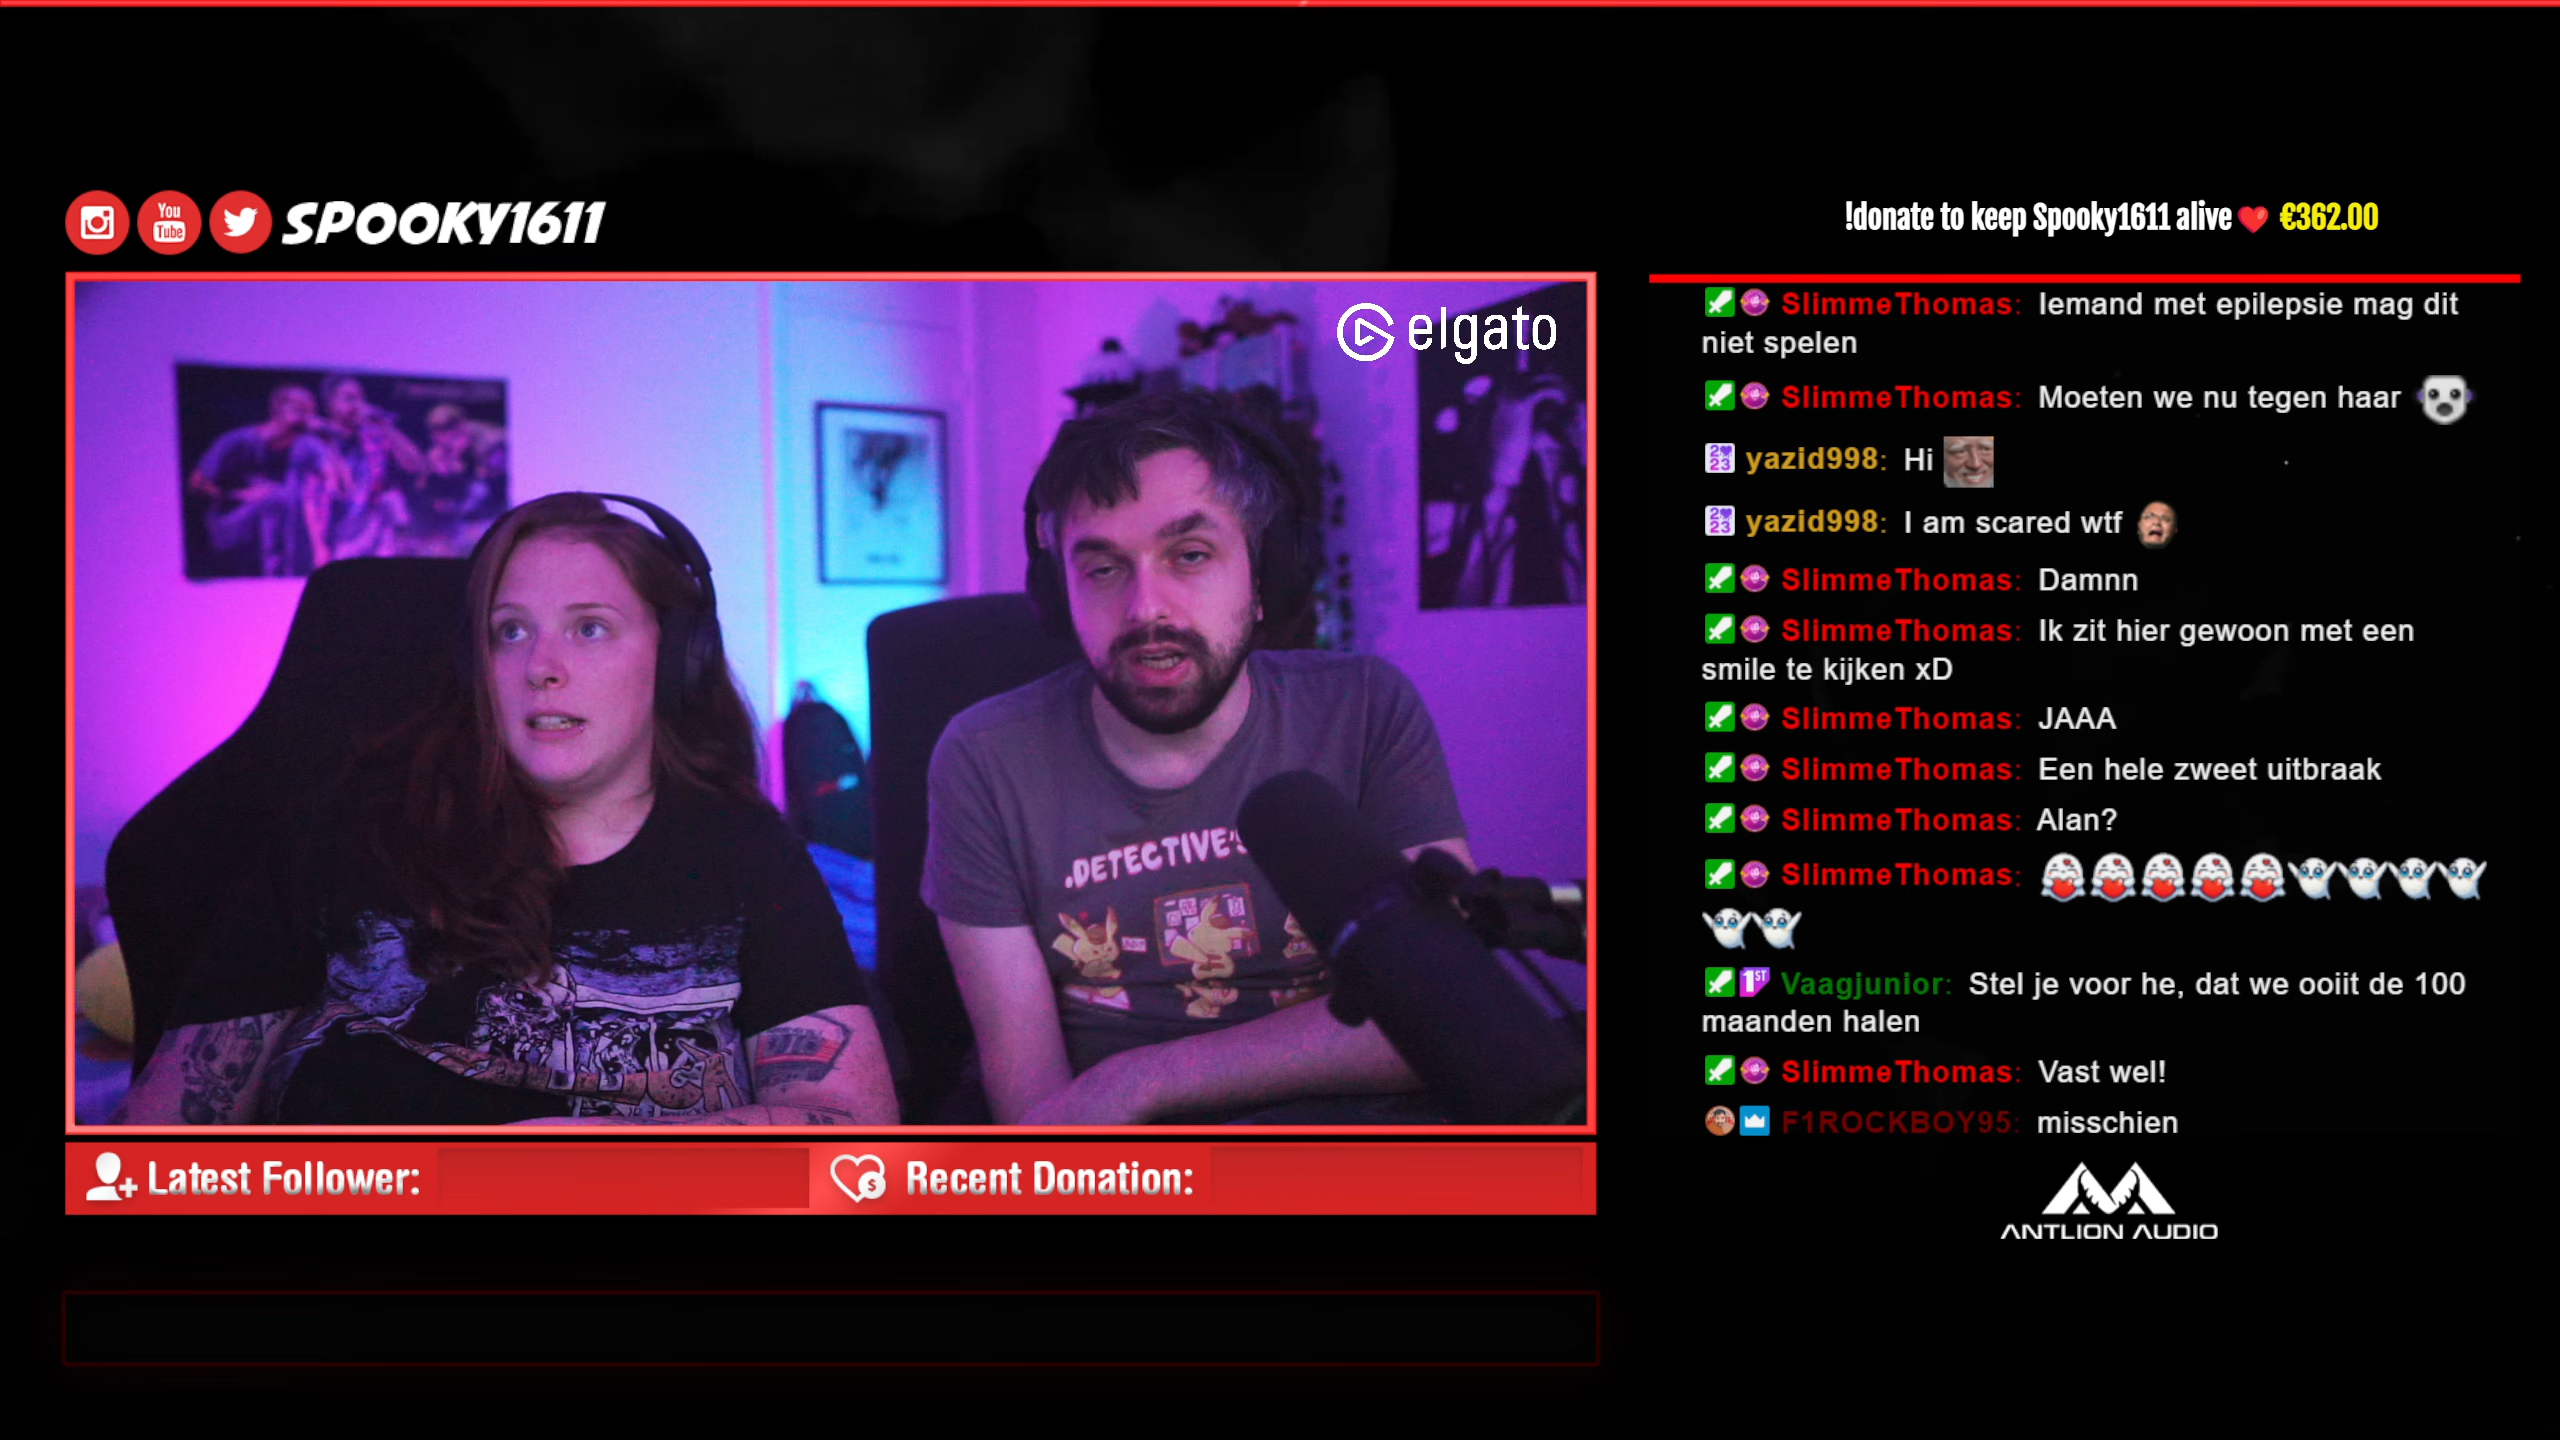 You
Tube
SPOOKY1611
!donate to keep Spooky1611 alive ❤ €362.00
elgato
.DETECTIVE'S
Latest Follower:
Recent Donation:
SlimmeThomas: Iemand met epilepsie mag dit
niet spelen
SlimmeThomas: Moeten we nu tegen haar
yazid998: Hi
yazid998: I am scared wtf
SlimmeThomas: Damnn
SlimmeThomas: Ik zit hier gewoon met een
smile te kijken xD
SlimmeThomas: JAAA
SlimmeThomas: Een hele zweet uitbraak
SlimmeThomas: Alan?
SlimmeThomas:
1ST Vaagjunior: Stel je voor he, dat we ooiit de 100
maanden halen
SlimmeThomas: Vast wel!
F1ROCKBOY95: misschien
ANTLION AUDIO